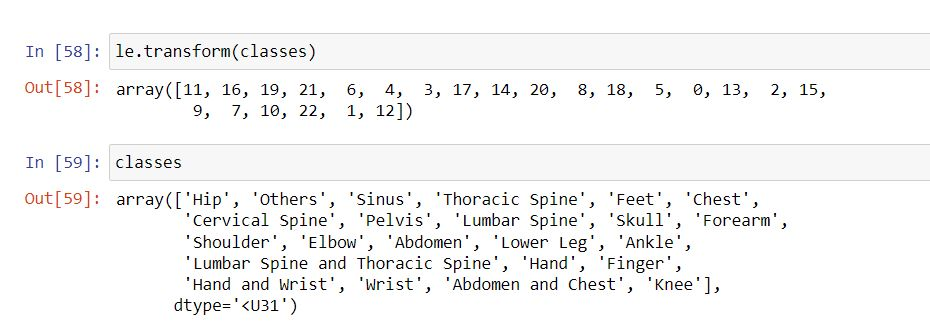 In [58]: le.transform(classes)
Out[58]: array([11, 16, 19, 21,  6,  4,  3, 17, 14, 20,  8, 18,  5,  0, 13,  2, 15,
        9,  7, 10, 22,  1, 12])
In [59]: classes
Out[59]: array(['Hip', 'Others', 'Sinus', 'Thoracic Spine', 'Feet', 'Chest',
       'Cervical Spine', 'Pelvis', 'Lumbar Spine', 'Skull', 'Forearm',
       'Shoulder', 'Elbow', 'Abdomen', 'Lower Leg', 'Ankle',
       'Lumbar Spine and Thoracic Spine', 'Hand', 'Finger',
       'Hand and Wrist', 'Wrist', 'Abdomen and Chest', 'Knee'],
      dtype='<U31')